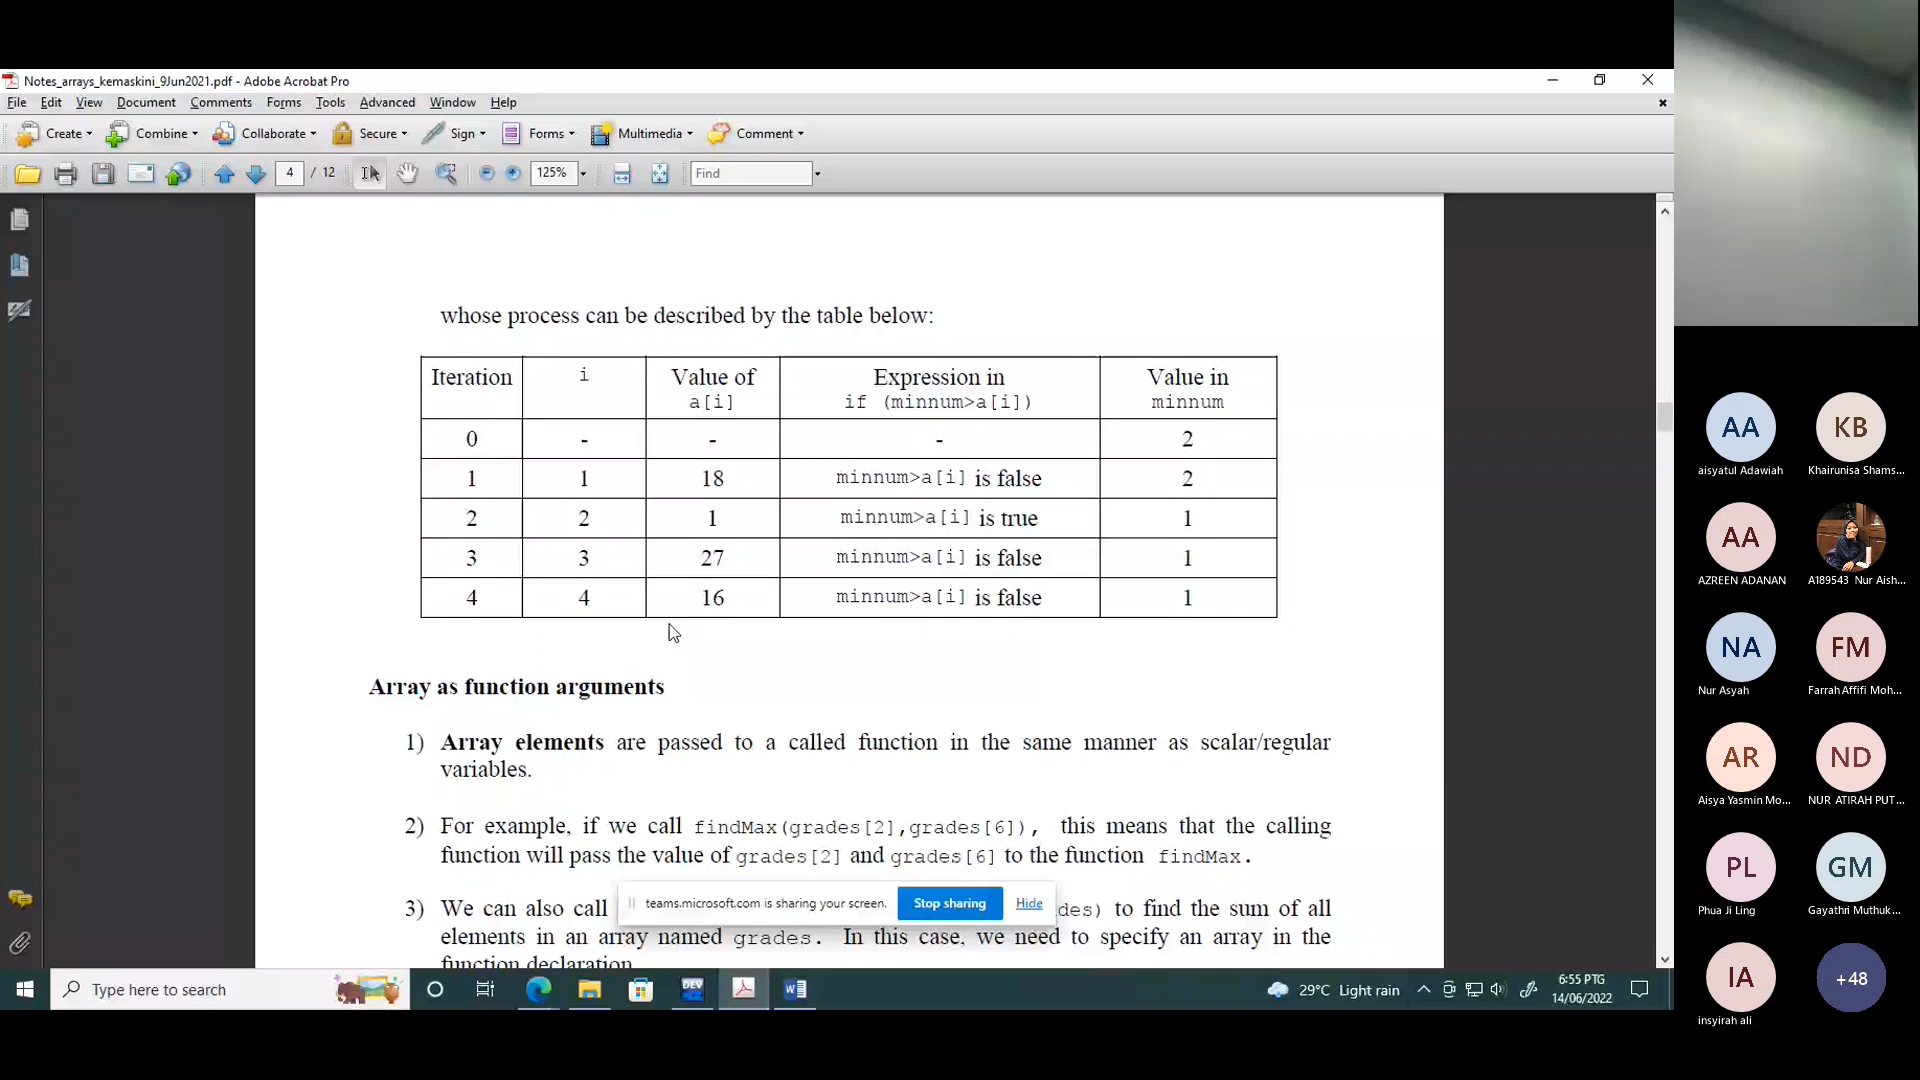 Notes_arrays_kemaskini_9Jun2021.pdf - Adobe Acrobat Pro
File Edit View Document Comments Forms Tools Advanced Window Help
Create Combine Collaborate Secure Sign Forms Multimedia Comment
4 / 12 125% Find
whose process can be described by the table below:
Iteration i Value of a[i] Expression in if (minnum>a[i]) Value in minnum
0 - - - 2
1 1 18 minnum>a[i] is false 2
2 2 1 minnum>a[i] is true 1
3 3 27 minnum>a[i] is false 1
4 4 16 minnum>a[i] is false 1
Array as function arguments
1) Array elements are passed to a called function in the same manner as scalar/regular
variables.
2) For example, if we call findMax(grades[2],grades[6]), this means that the calling
function will pass the value of grades[2] and grades[6] to the function findMax.
3) We can also call des) to find the sum of all
elements in an array named grades. In this case, we need to specify an array in the
function declaration
teams.microsoft.com is sharing your screen. Stop sharing Hide
Type here to search
DEV
29°C Light rain
6:55 PTG
14/06/2022
AA KB
aisyatul Adawiah Khairunisa Shams...
AA
AZREEN ADANAN A189543 Nur Aish...
NA FM
Nur Asyah Farrah Affifi Moh...
AR ND
Aisya Yasmin Mo... NUR ATIRAH PUT...
PL GM
Phua Ji Ling Gayathri Muthuk...
IA +48
insyirah ali